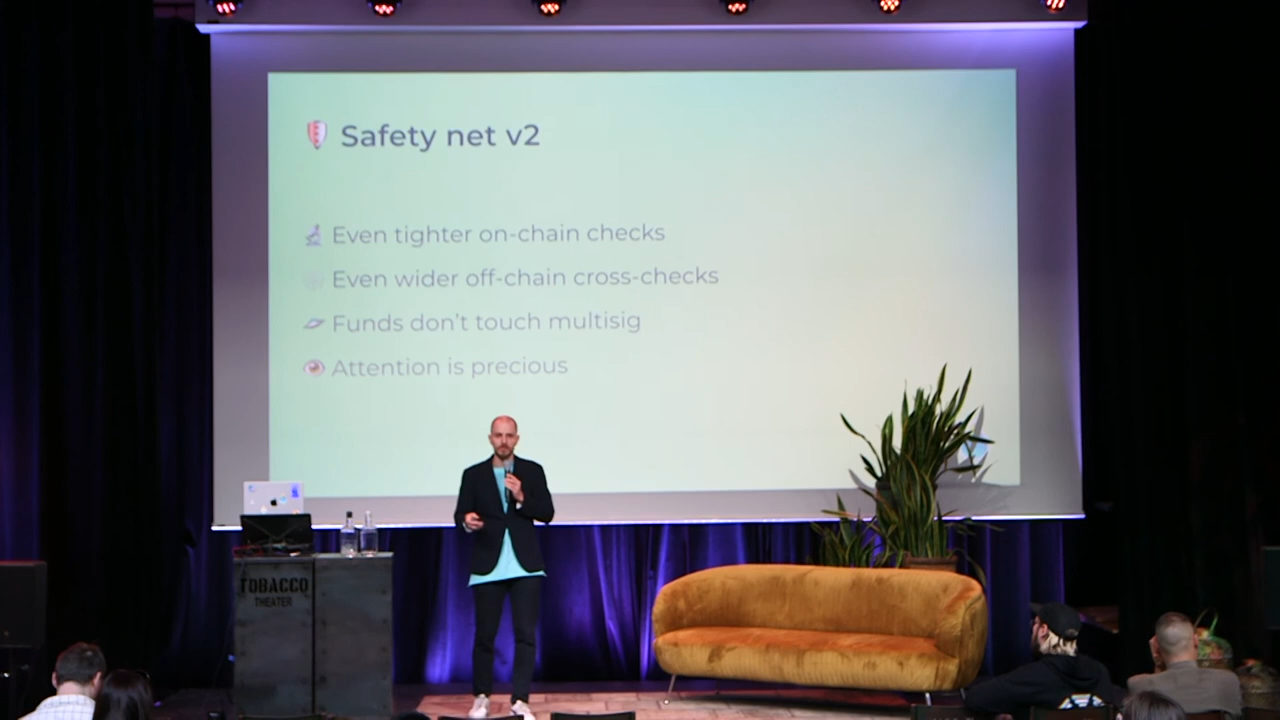 Safety net v2
Even tighter on-chain checks
Even wider off-chain cross-checks
Funds don't touch multisig
Attention is precious
TOBACCO
THEATER